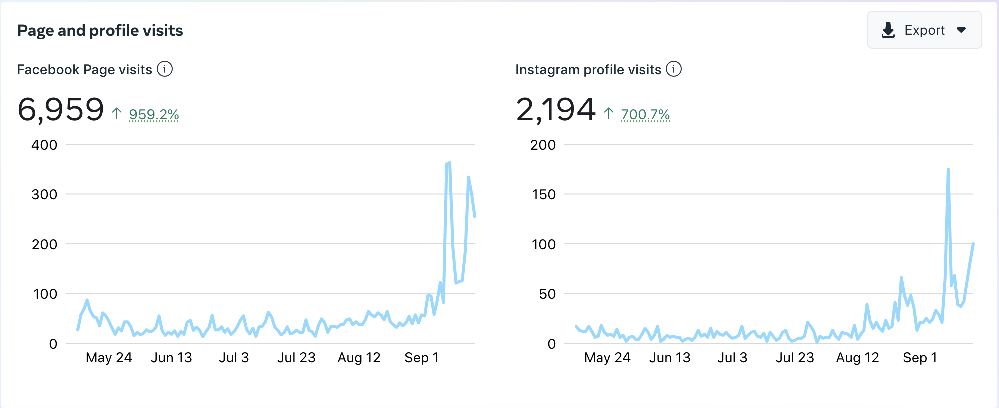 Page and profile visits
Export
Facebook Page visits
6,959 ↑ 959.2%
400
300
200
100
0
May 24 Jun 13 Jul 3 Jul 23 Aug 12 Sep 1
Instagram profile visits
2,194 ↑ 700.7%
200
150
100
50
0
May 24 Jun 13 Jul 3 Jul 23 Aug 12 Sep 1